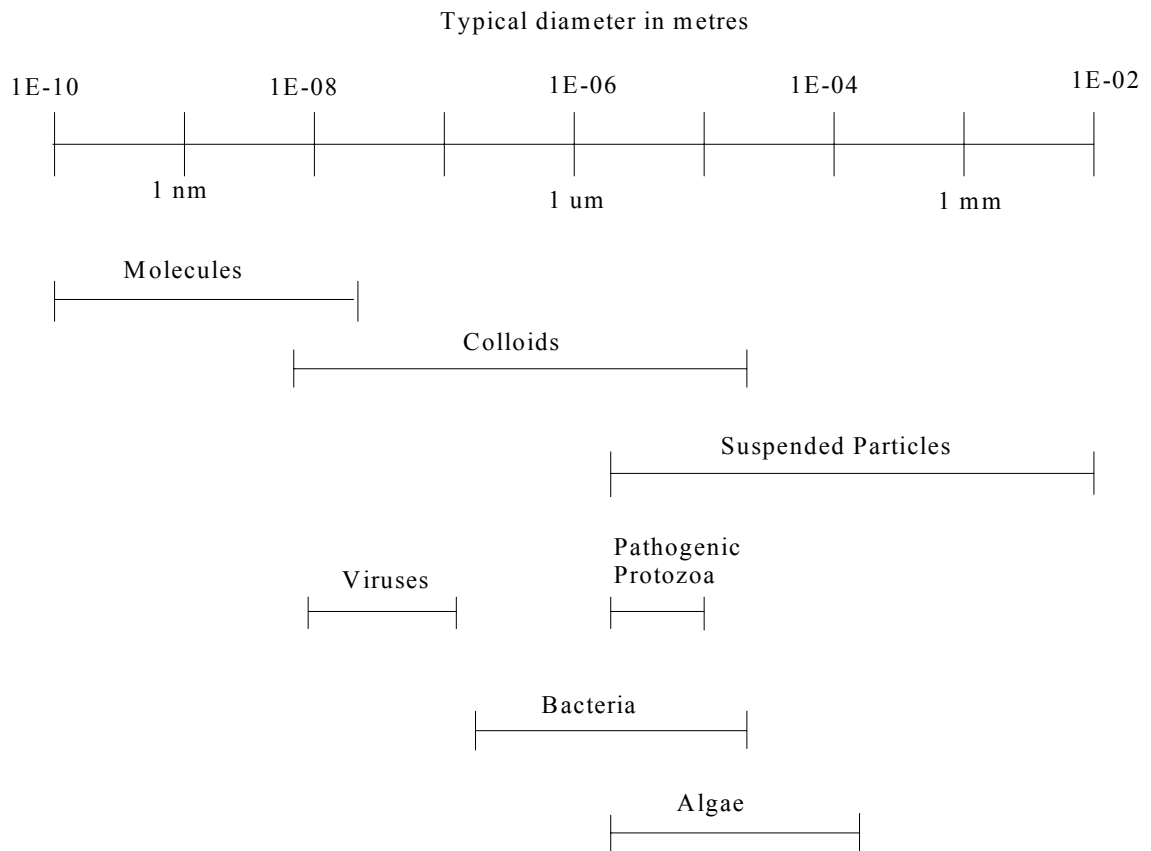 Typical diameter in metres
1E-10 1E-08 1E-06 1E-04 1E-02
1 nm 1 um 1 mm
Molecules
Colloids
Suspended Particles
Pathogenic
Protozoa
Viruses
Bacteria
Algae